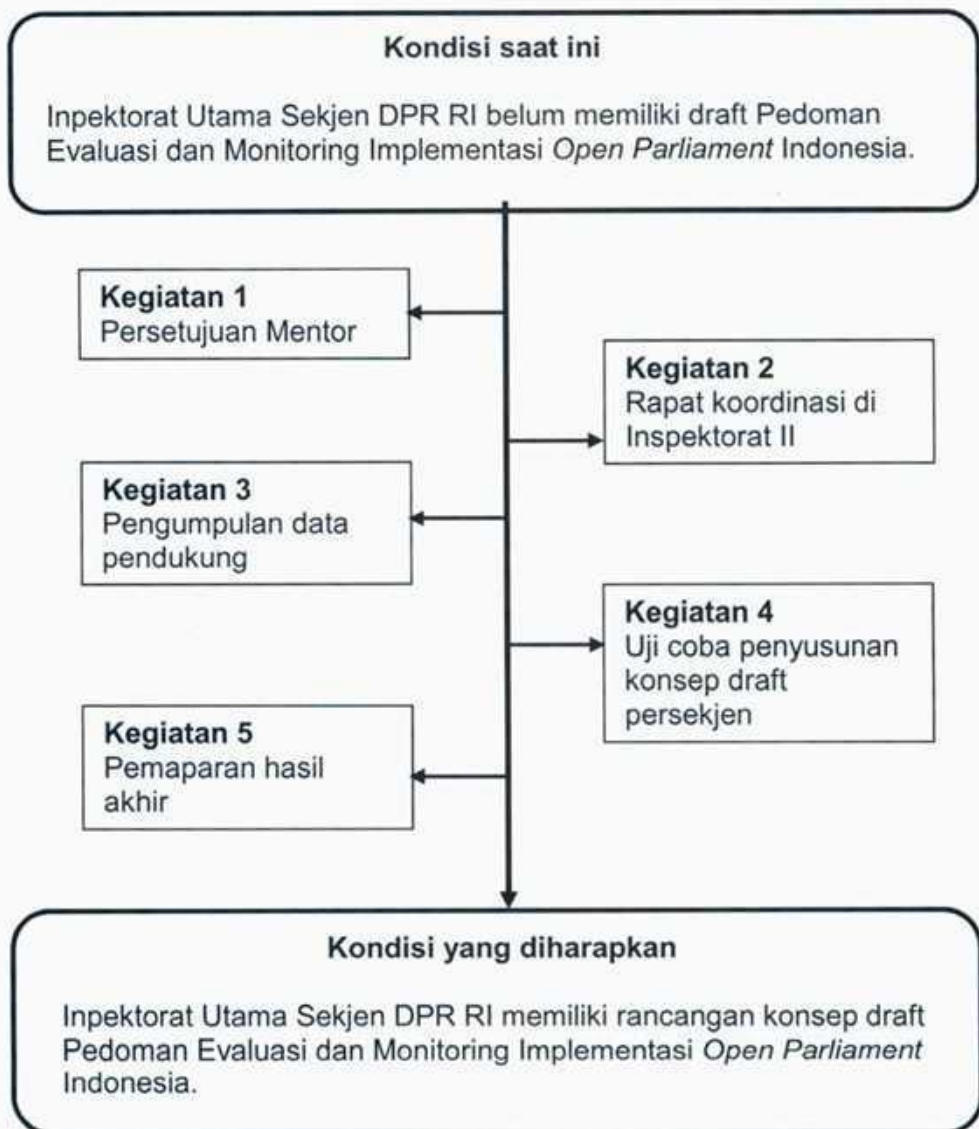 Kondisi saat ini
Inpektorat Utama Sekjen DPR RI belum memiliki draft Pedoman
Evaluasi dan Monitoring Implementasi Open Parliament Indonesia.
Kegiatan 1
Persetujuan Mentor
Kegiatan 2
Rapat koordinasi di
Inspektorat II
Kegiatan 3
Pengumpulan data
pendukung
Kegiatan 4
Uji coba penyusunan
konsep draft
persekjen
Kegiatan 5
Pemaparan hasil
akhir
Kondisi yang diharapkan
Inpektorat Utama Sekjen DPR RI memiliki rancangan konsep draft
Pedoman Evaluasi dan Monitoring Implementasi Open Parliament
Indonesia.